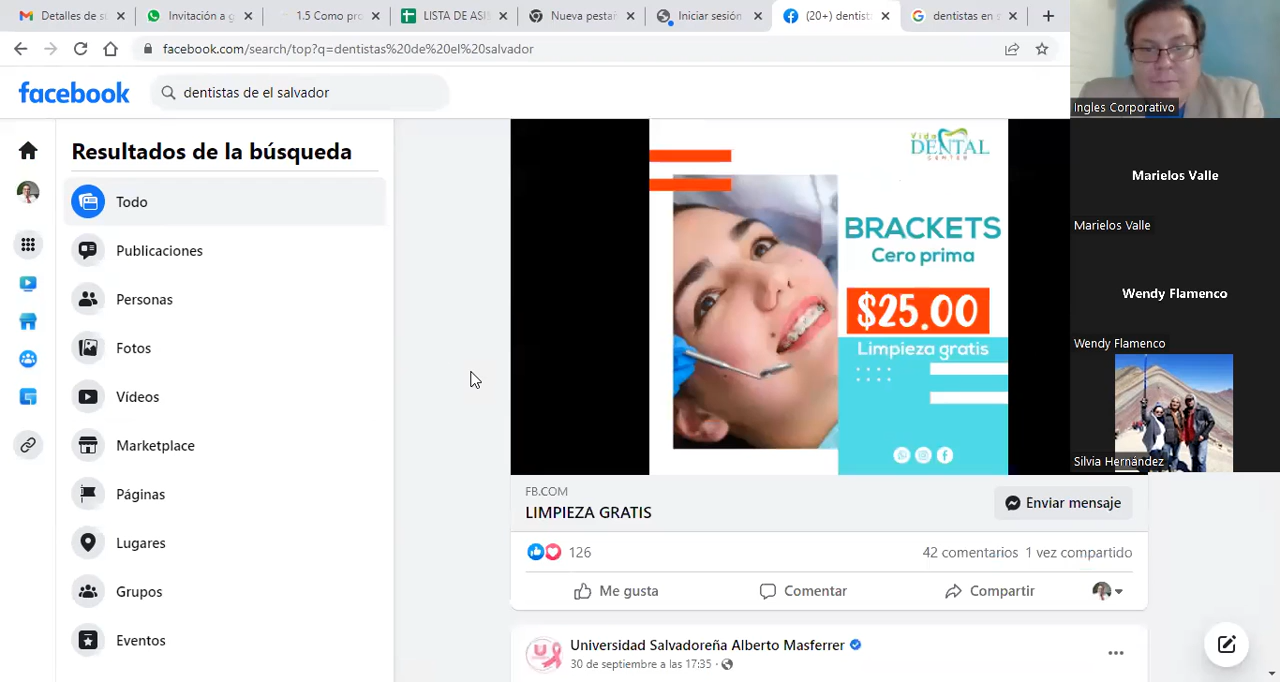 Detalles de su
Invitación a g
1.5 Como pro
LISTA DE ASIS
Nueva pestañ
Iniciar sesión
(20+) dentist
dentistas en s
facebook.com/search/top?q=dentistas%20de%20el%20salvador
facebook
dentistas de el salvador
Resultados de la búsqueda
Todo
Publicaciones
Personas
Fotos
Vídeos
Marketplace
Páginas
Lugares
Grupos
Eventos
Vida
DENTAL
CENTER
BRACKETS
Cero prima
$25.00
Limpieza gratis
FB.COM
LIMPIEZA GRATIS
Enviar mensaje
126
42 comentarios 1 vez compartido
Me gusta
Comentar
Compartir
Universidad Salvadoreña Alberto Masferrer
30 de septiembre a las 17:35 ·
Ingles Corporativo
Marielos Valle
Marielos Valle
Wendy Flamenco
Wendy Flamenco
Silvia Hernández